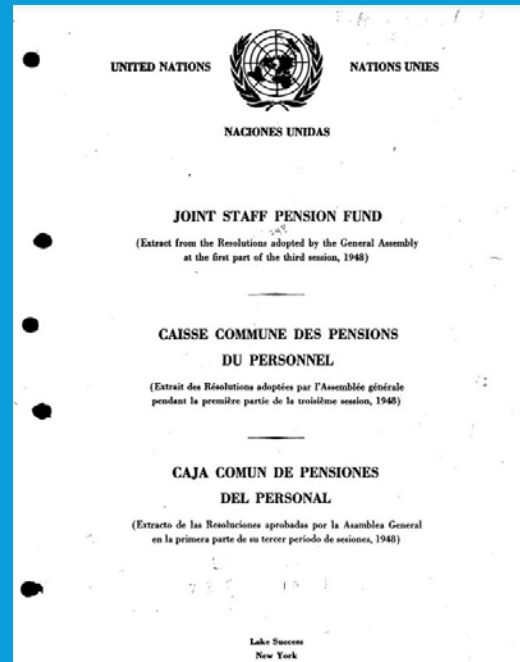 UNITED NATIONS
NATIONS UNIES
NACIONES UNIDAS
JOINT STAFF PENSION FUND
248
(Extract from the Resolutions adopted by the General Assembly
at the first part of the third session, 1948)
CAISSE COMMUNE DES PENSIONS
DU PERSONNEL
(Extrait des Résolutions adoptées par l'Assemblée générale
pendant la première partie de la troisième session, 1948)
CAJA COMUN DE PENSIONES
DEL PERSONAL
(Extracto de las Resoluciones aprobadas por la Asamblea General
en la primera parte de su tercer periodo de sesiones, 1948)
Lake Success
New York